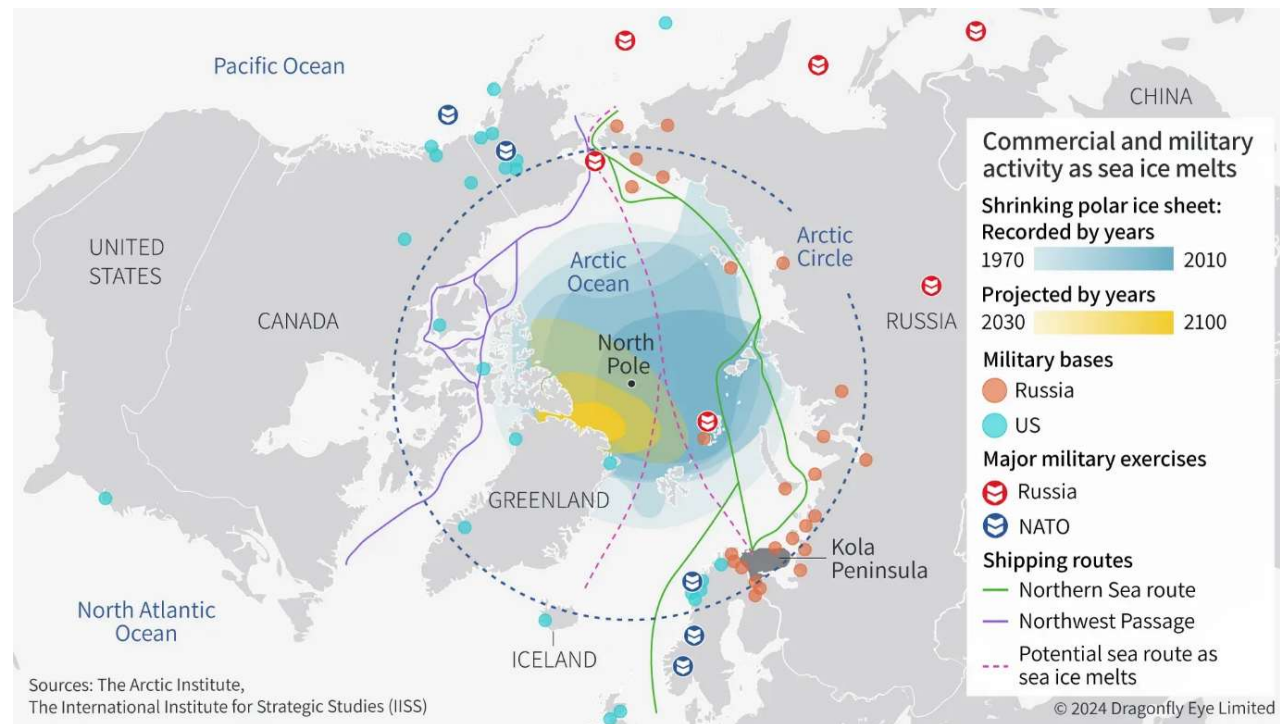 Pacific Ocean
CHINA
UNITED
STATES
CANADA
Arctic
Ocean
Arctic
Circle
RUSSIA
North
Pole
GREENLAND
Kola
Peninsula
North Atlantic
Ocean
ICELAND
Commercial and military
activity as sea ice melts
Shrinking polar ice sheet:
Recorded by years
1970 2010
Projected by years
2030 2100
Military bases
Russia
US
Major military exercises
Russia
NATO
Shipping routes
Northern Sea route
Northwest Passage
Potential sea route as
sea ice melts
Sources: The Arctic Institute,
The International Institute for Strategic Studies (IISS)
© 2024 Dragonfly Eye Limited